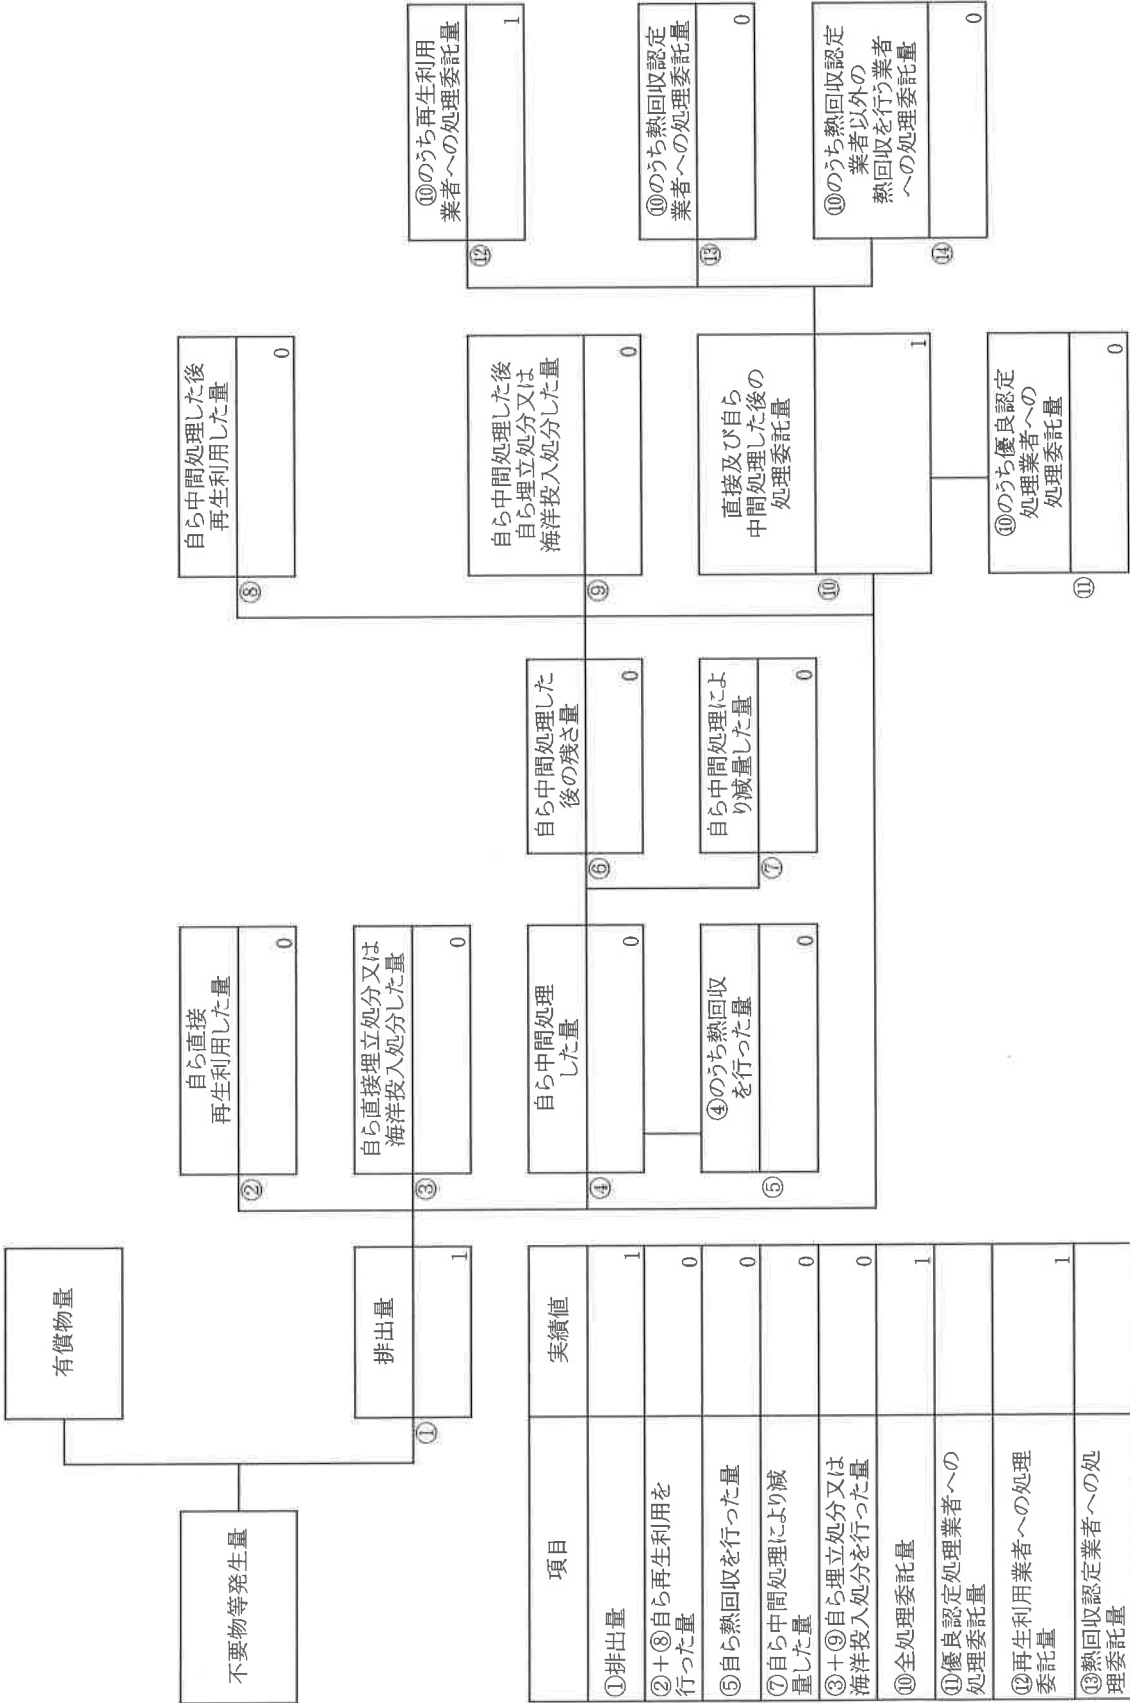 不要物等発生量
有償物量
排出量
①
1
自ら直接
再生利用した量
②
0
自ら直接埋立処分又は
海洋投入処分した量
③
0
自ら中間処理
した量
④
0
④のうち熱回収
を行った量
⑤
0
自ら中間処理した
後の残さ量
⑥
0
自ら中間処理によ
り減量した量
⑦
0
自ら中間処理した後
再生利用した量
⑧
0
自ら中間処理した後
自ら埋立処分又は
海洋投入処分した量
⑨
0
直接及び自ら
中間処理した後の
処理委託量
⑩
1
⑩のうち優良認定
処理業者への
処理委託量
⑪
0
⑩のうち再生利用
業者への処理委託量
⑫
1
⑩のうち熱回収認定
業者への処理委託量
⑬
0
⑩のうち熱回収認定
業者以外の
熱回収を行う業者
への処理委託量
⑭
0
項目 実績値
①排出量 1
②+⑧自ら再生利用を
行った量 0
⑤自ら熱回収を行った量 0
⑦自ら中間処理により減
量した量 0
③+⑨自ら埋立処分又は
海洋投入処分を行った量 0
⑩全処理委託量 1
⑪優良認定処理業者への
処理委託量
⑫再生利用業者への処理
委託量 1
⑬熱回収認定業者への処
理委託量